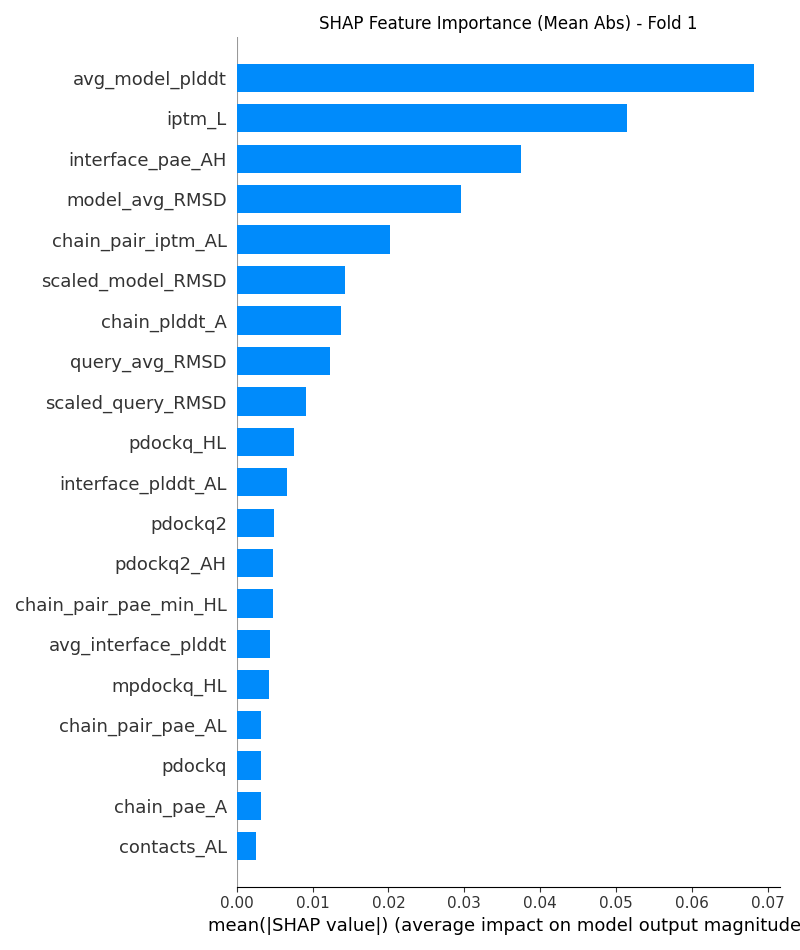 SHAP Feature Importance (Mean Abs) - Fold 1
avg_model_plddt
iptm_L
interface_pae_AH
model_avg_RMSD
chain_pair_iptm_AL
scaled_model_RMSD
chain_plddt_A
query_avg_RMSD
scaled_query_RMSD
pdockq_HL
interface_plddt_AL
pdockq2
pdockq2_AH
chain_pair_pae_min_HL
avg_interface_plddt
mpdockq_HL
chain_pair_pae_AL
pdockq
chain_pae_A
contacts_AL
0.00 0.01 0.02 0.03 0.04 0.05 0.06 0.07
mean(|SHAP value|) (average impact on model output magnitude